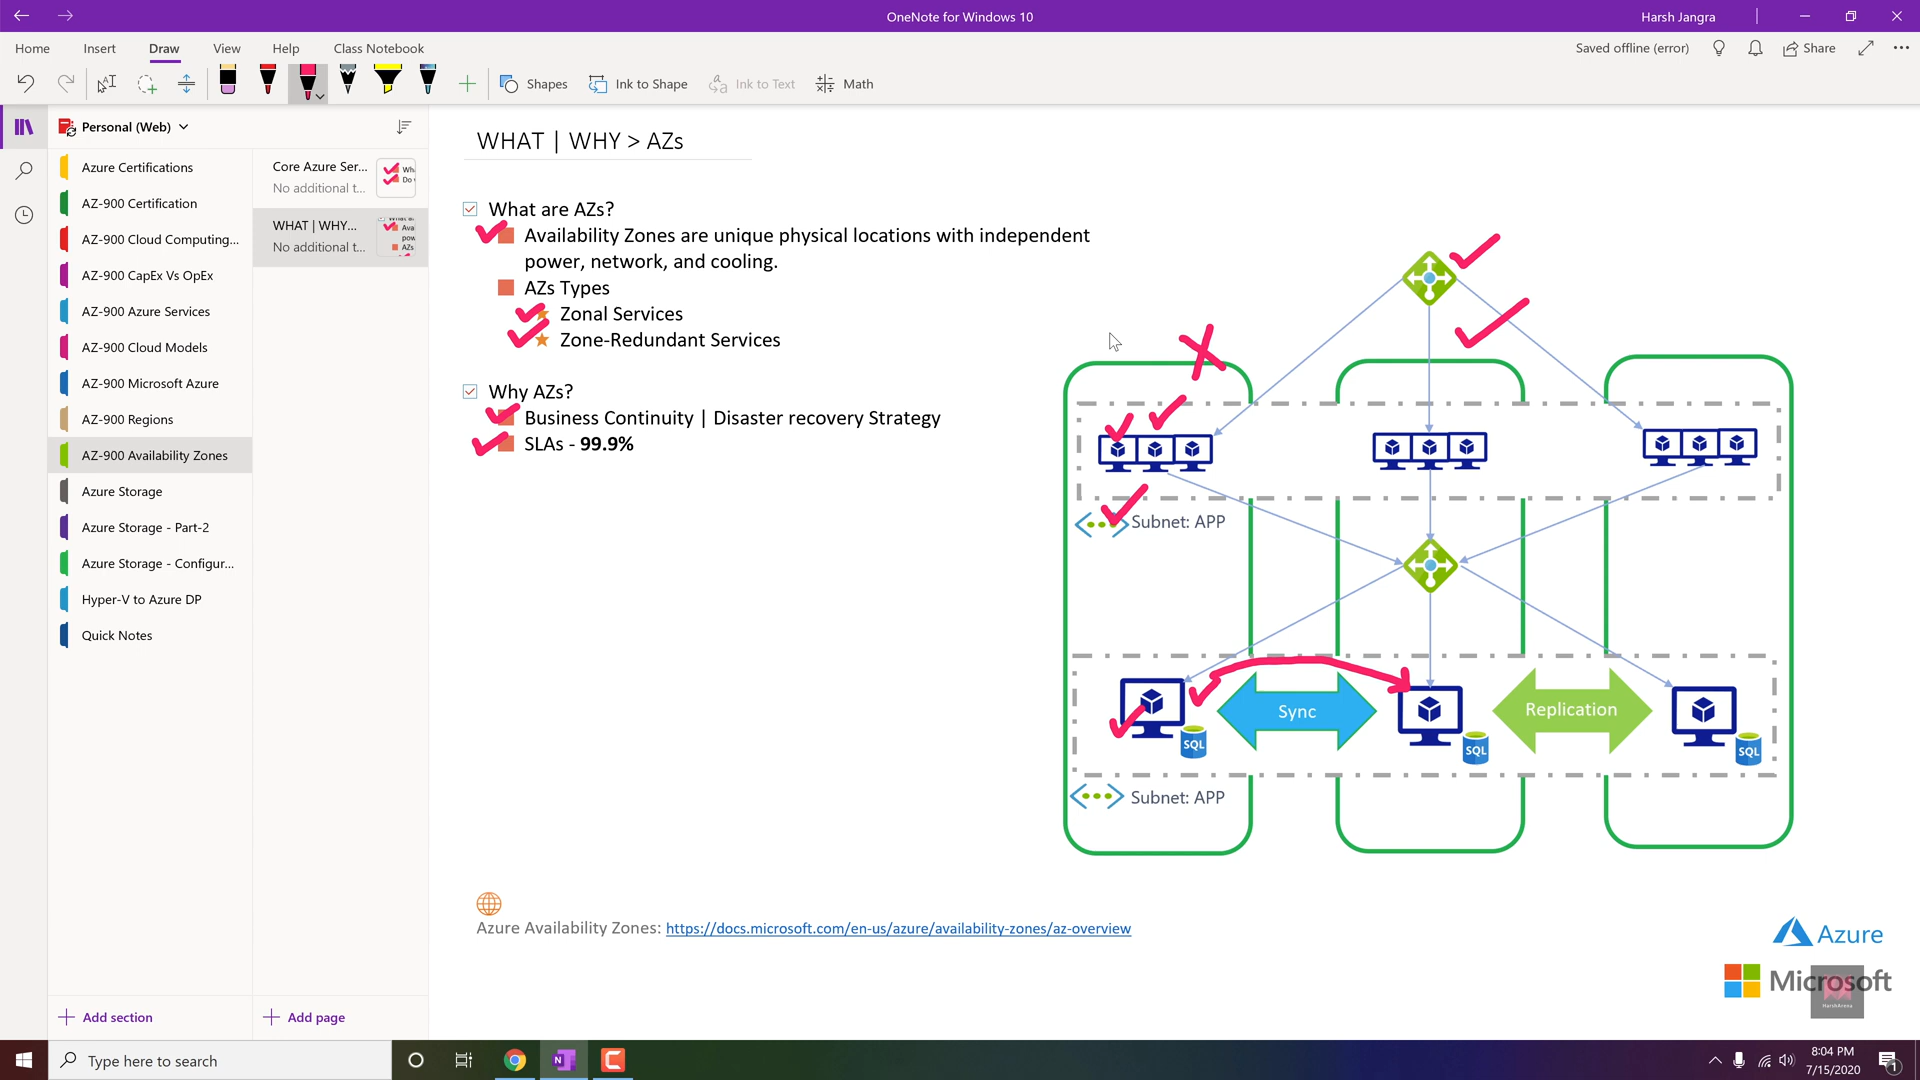 OneNote for Windows 10
Harsh Jangra
Home
Insert
Draw
View
Help
Class Notebook
Saved offline (error)
Share
Shapes
Ink to Shape
Ink to Text
Math
Personal (Web)
Azure Certifications
AZ-900 Certification
AZ-900 Cloud Computing...
AZ-900 CapEx Vs OpEx
AZ-900 Azure Services
AZ-900 Cloud Models
AZ-900 Microsoft Azure
AZ-900 Regions
AZ-900 Availability Zones
Azure Storage
Azure Storage - Part-2
Azure Storage - Configur...
Hyper-V to Azure DP
Quick Notes
Add section
Core Azure Ser...
No additional t...
WHAT | WHY...
No additional t...
Add page
WHAT | WHY > AZs
What are AZs?
Availability Zones are unique physical locations with independent
power, network, and cooling.
AZs Types
Zonal Services
Zone-Redundant Services
Why AZs?
Business Continuity | Disaster recovery Strategy
SLAs - 99.9%
Subnet: APP
Sync
Replication
SQL
SQL
SQL
Subnet: APP
Azure Availability Zones: https://docs.microsoft.com/en-us/azure/availability-zones/az-overview
Azure
Microsoft
HarshArena
Type here to search
8:04 PM
7/15/2020
1